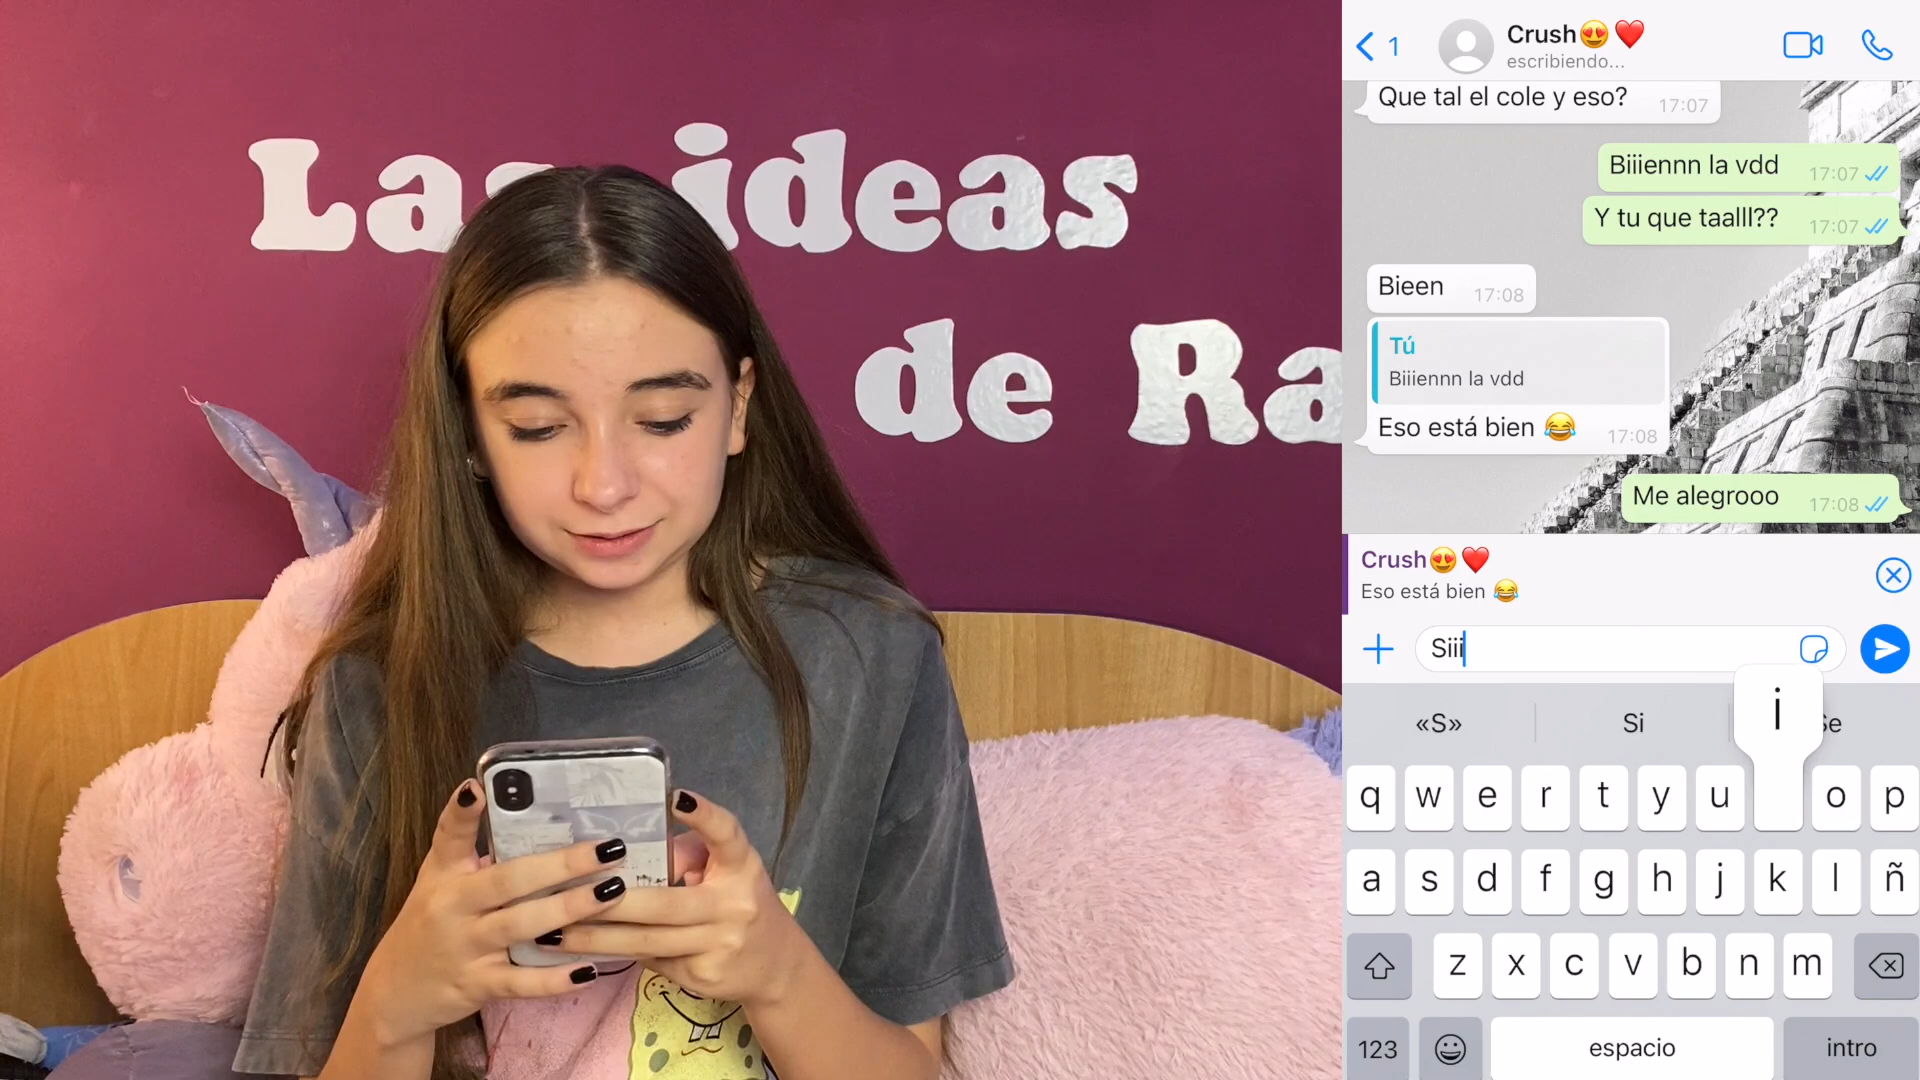 Las ideas
de Ra
1
Crush😍❤️
escribiendo...
Que tal el cole y eso? 17:07
Biiiennn la vdd 17:07
Y tu que taalll?? 17:07
Bieen 17:08
Tú
Biiiennn la vdd
Eso está bien 😂 17:08
Me alegrooo 17:08
Crush😍❤️
Eso está bien 😂
Siii
«S» Si Se
i
q w e r t y u o p
a s d f g h j k l ñ
z x c v b n m
123 espacio intro